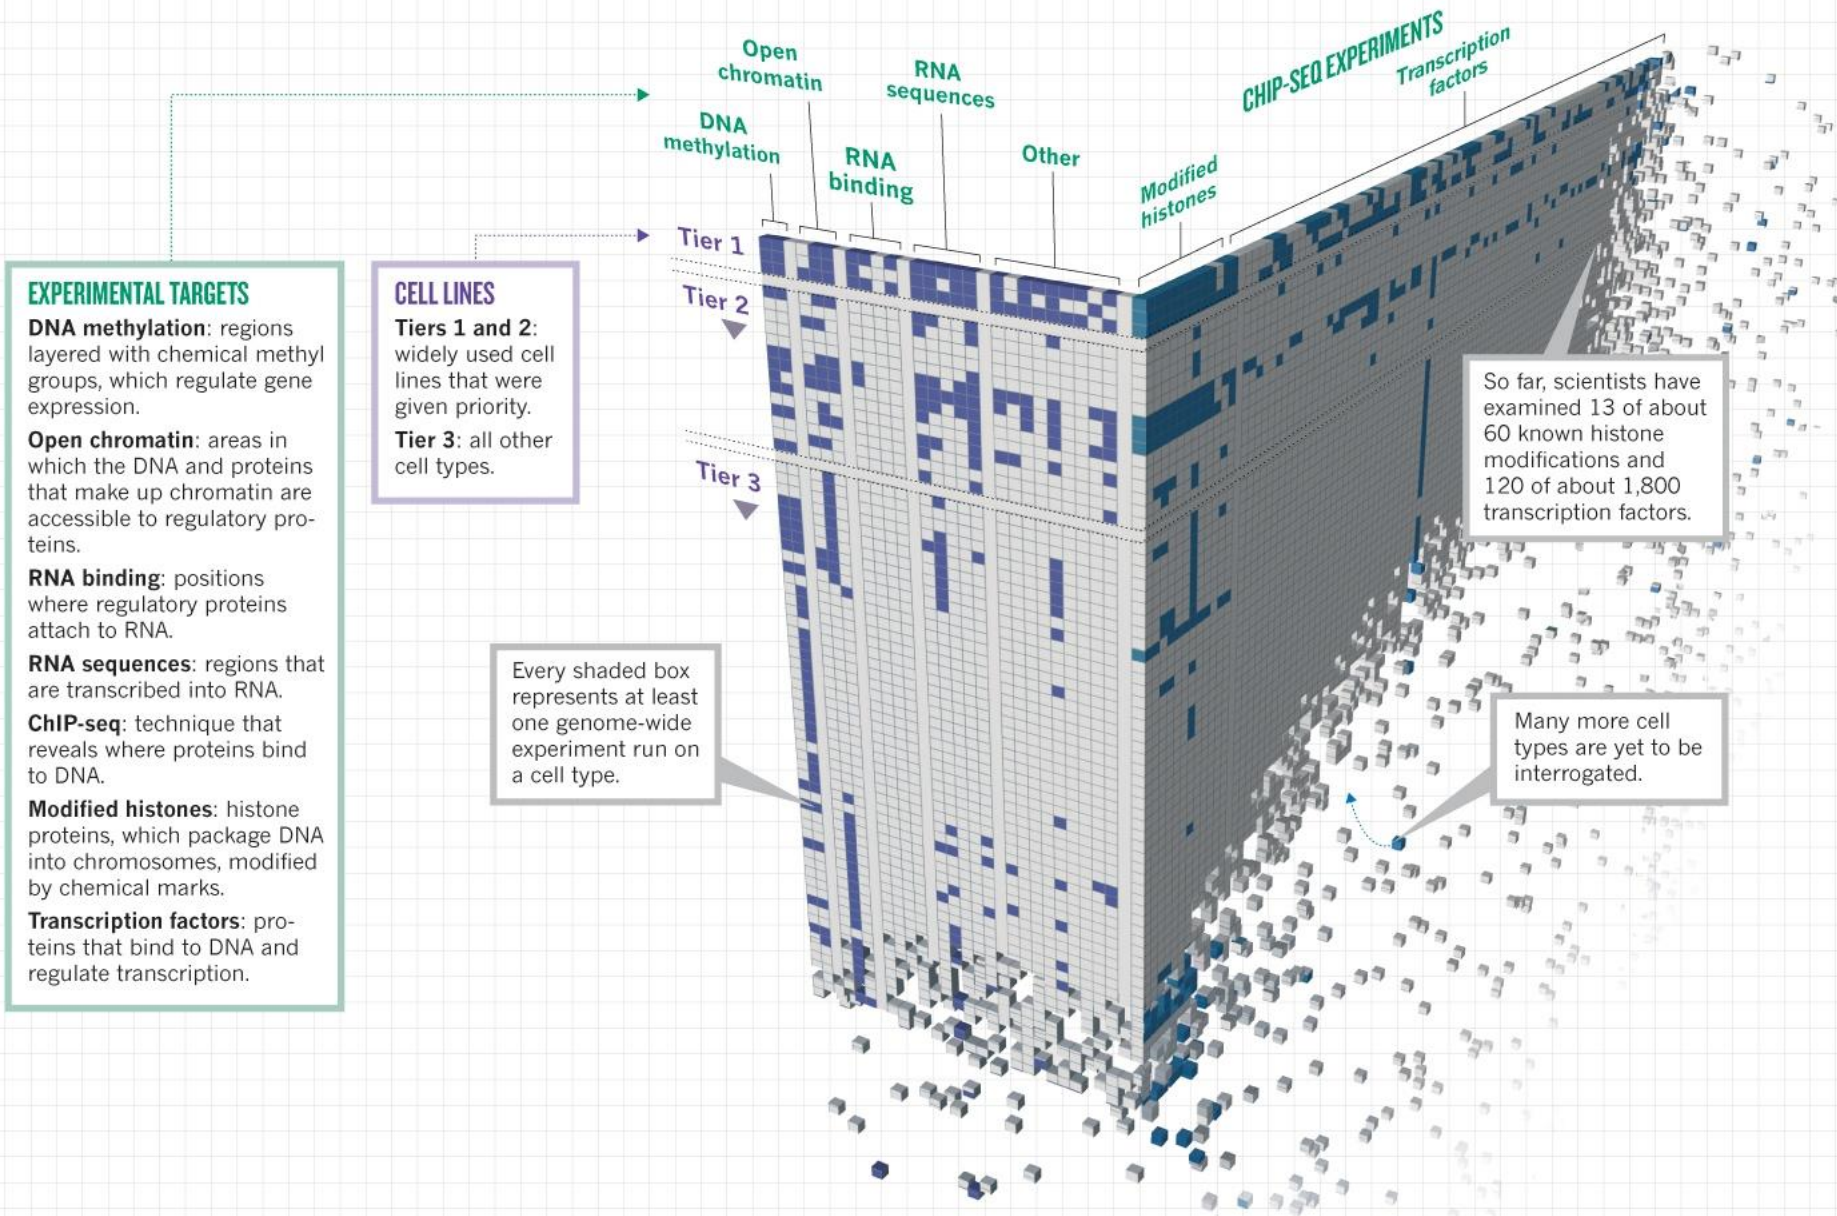 Open
chromatin
RNA
sequences
DNA
methylation
RNA
binding
Other
CHIP-SEQ EXPERIMENTS
Transcription
factors
Modified
histones
Tier 1
Tier 2
Tier 3
EXPERIMENTAL TARGETS
DNA methylation: regions
layered with chemical methyl
groups, which regulate gene
expression.
Open chromatin: areas in
which the DNA and proteins
that make up chromatin are
accessible to regulatory pro-
teins.
RNA binding: positions
where regulatory proteins
attach to RNA.
RNA sequences: regions that
are transcribed into RNA.
ChIP-seq: technique that
reveals where proteins bind
to DNA.
Modified histones: histone
proteins, which package DNA
into chromosomes, modified
by chemical marks.
Transcription factors: pro-
teins that bind to DNA and
regulate transcription.
CELL LINES
Tiers 1 and 2:
widely used cell
lines that were
given priority.
Tier 3: all other
cell types.
Every shaded box
represents at least
one genome-wide
experiment run on
a cell type.
So far, scientists have
examined 13 of about
60 known histone
modifications and
120 of about 1,800
transcription factors.
Many more cell
types are yet to be
interrogated.